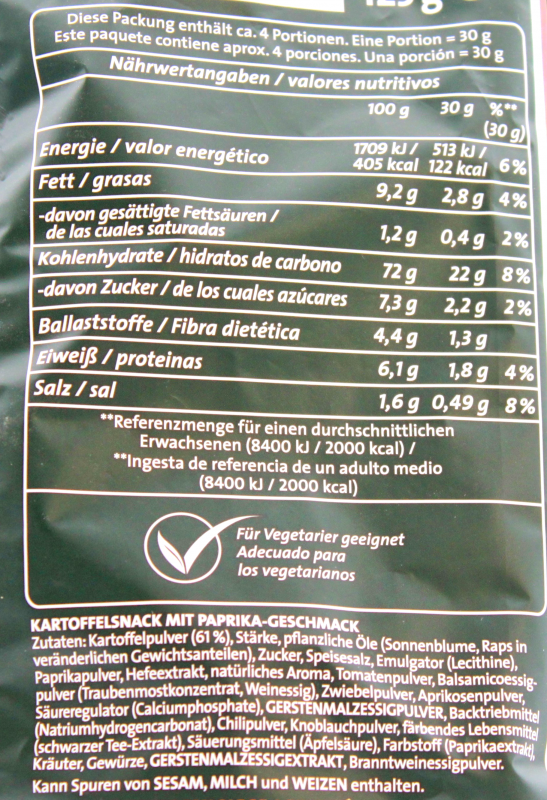 125 g
Diese Packung enthält ca. 4 Portionen. Eine Portion = 30 g
Este paquete contiene aprox. 4 porciones. Una porción = 30 g
Nährwertangaben / valores nutritivos
100 g 30 g %**
(30 g)
Energie / valor energético 1709 kJ / 513 kJ /
405 kcal 122 kcal 6%
Fett / grasas 9,2 g 2,8 g 4%
-davon gesättigte Fettsäuren /
de las cuales saturadas 1,2 g 0,4 g 2%
Kohlenhydrate / hidratos de carbono 72 g 22 g 8%
-davon Zucker / de los cuales azúcares 7,3 g 2,2 g 2%
Ballaststoffe / Fibra dietética 4,4 g 1,3 g
Eiweiß / proteinas 6,1 g 1,8 g 4%
Salz / sal 1,6 g 0,49 g 8%
**Referenzmenge für einen durchschnittlichen
Erwachsenen (8400 kJ / 2000 kcal) /
**Ingesta de referencia de un adulto medio
(8400 kJ / 2000 kcal)
Für Vegetarier geeignet
Adecuado para
los vegetarianos
KARTOFFELSNACK MIT PAPRIKA-GESCHMACK
Zutaten: Kartoffelpulver (61 %), Stärke, pflanzliche Öle (Sonnenblume, Raps in
veränderlichen Gewichtsanteilen), Zucker, Speisesalz, Emulgator (Lecithine),
Paprikapulver, Hefeextrakt, natürliches Aroma, Tomatenpulver, Balsamicoessig-
pulver (Traubenmostkonzentrat, Weinessig), Zwiebelpulver, Aprikosenpulver,
Säureregulator (Calciumphosphate), GERSTENMALZESSIGPULVER, Backtriebmittel
(Natriumhydrogencarbonat), Chilipulver, Knoblauchpulver, färbendes Lebensmittel
(schwarzer Tee-Extrakt), Säuerungsmittel (Äpfelsäure), Farbstoff (Paprikaextrakt),
Kräuter, Gewürze, GERSTENMALZESSIGEXTRAKT, Branntweinessigpulver.
Kann Spuren von SESAM, MILCH und WEIZEN enthalten.